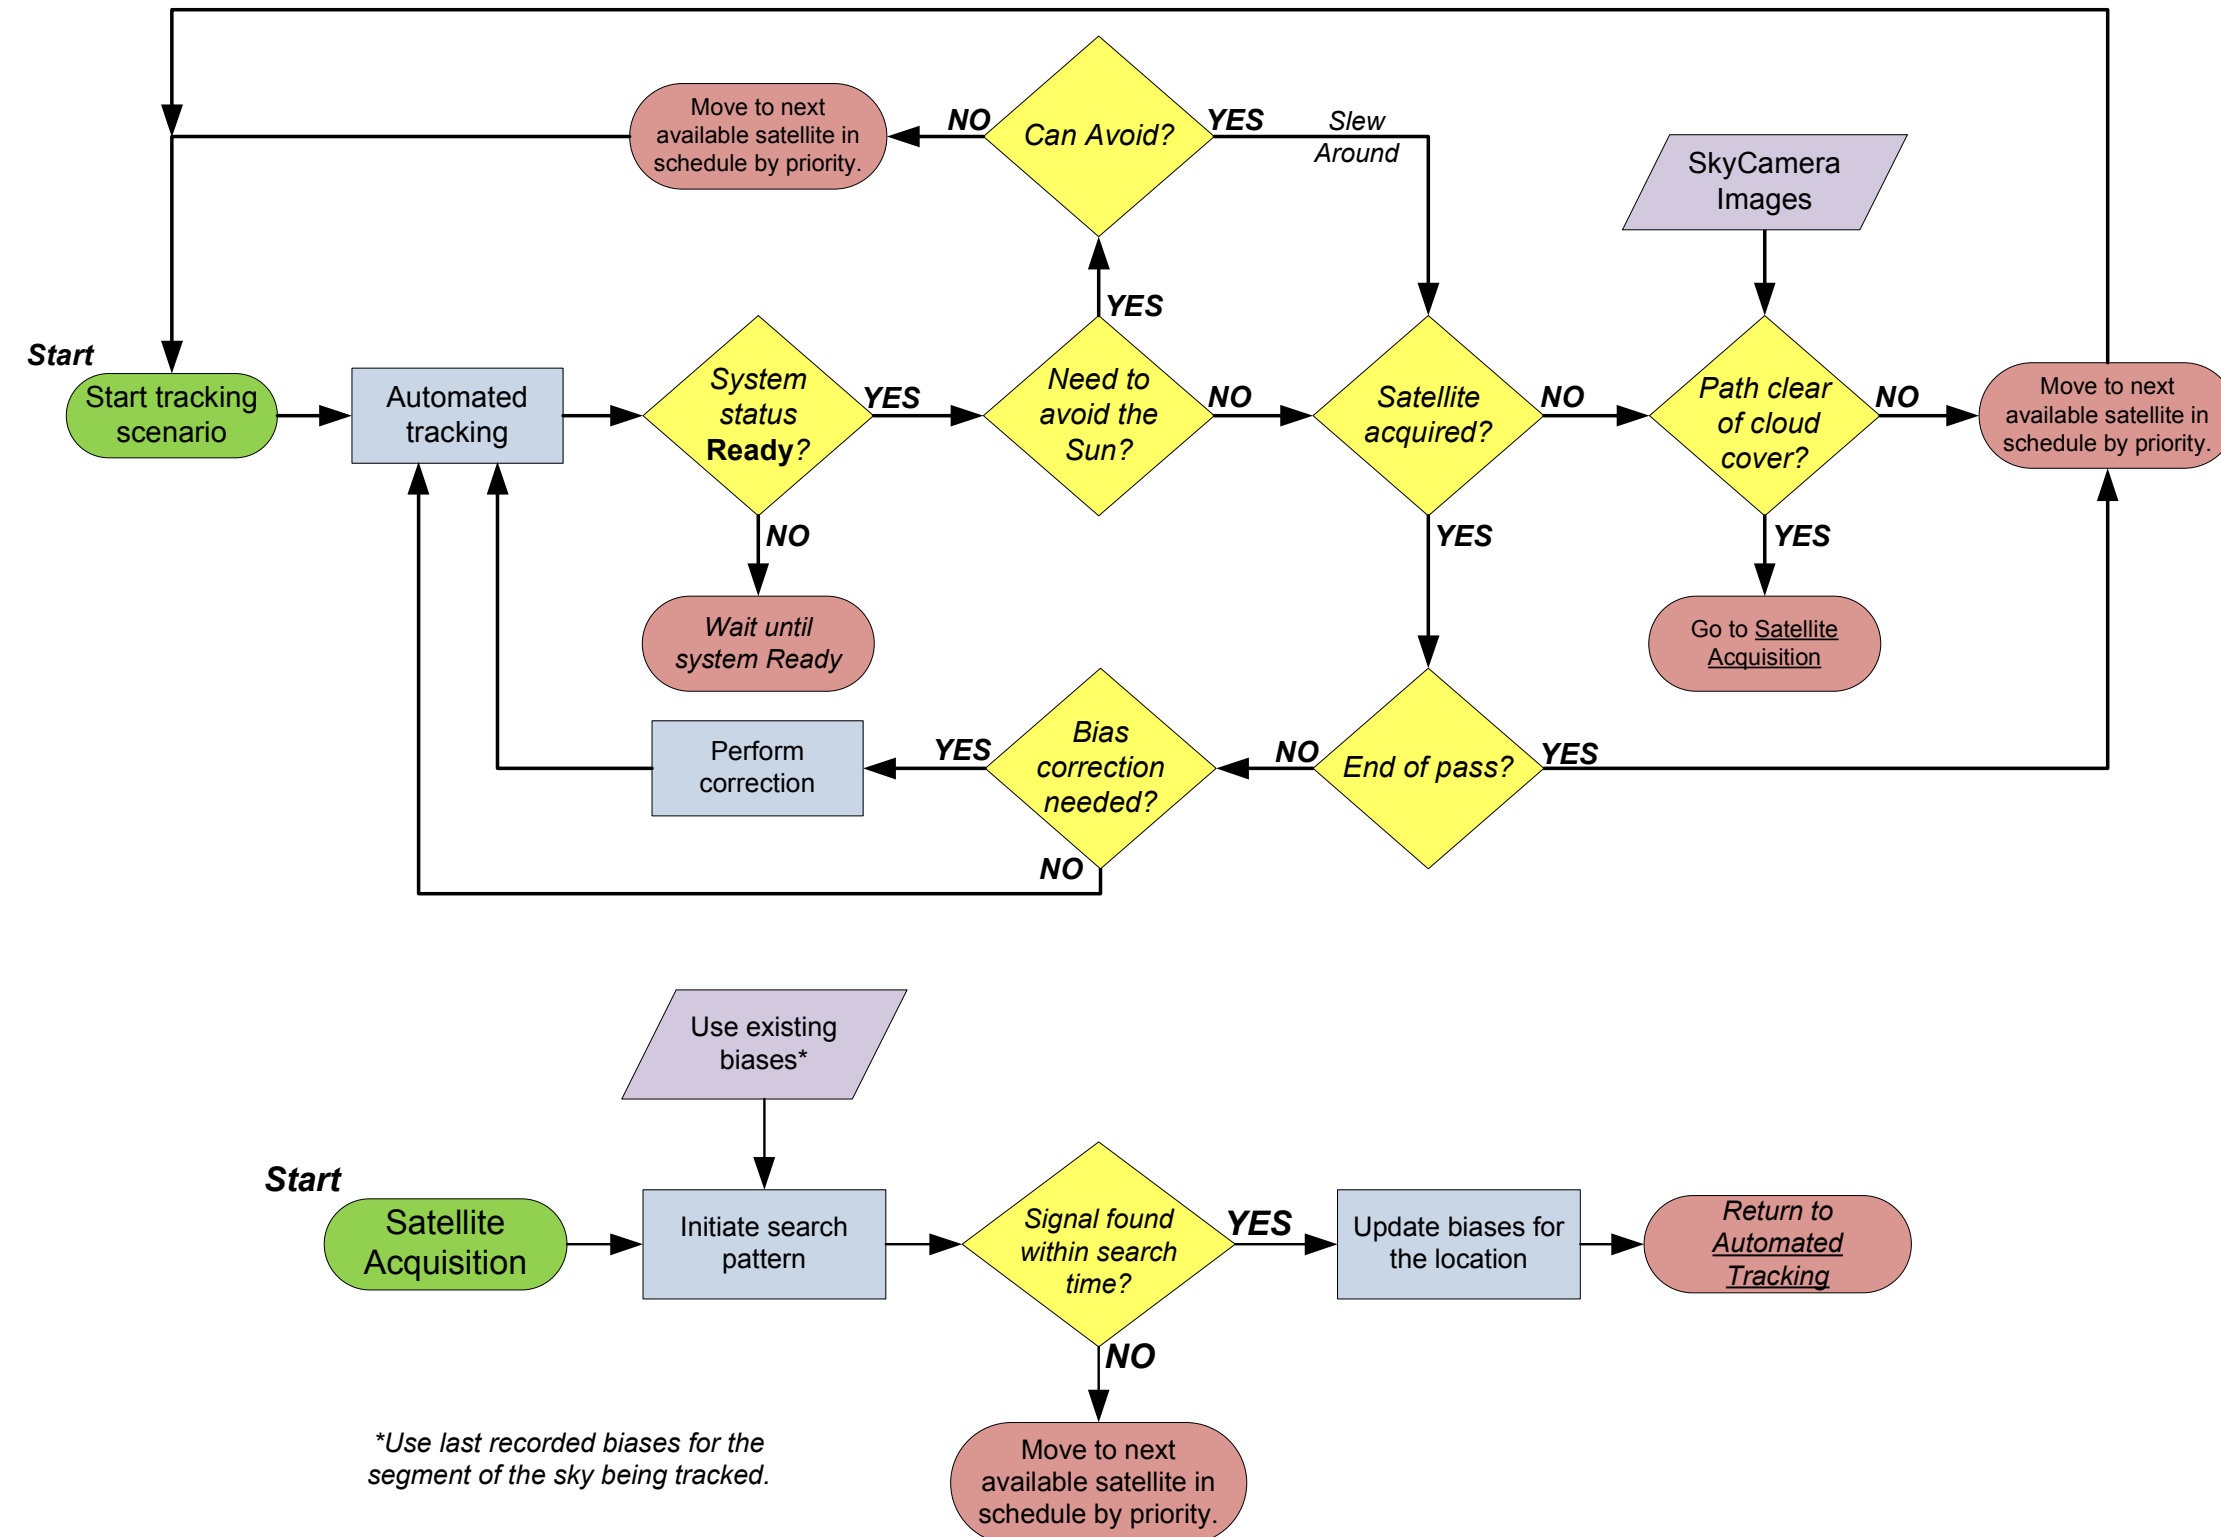 Move to next
available satellite in
schedule by priority.
NO
Can Avoid?
YES
Slew
Around
SkyCamera
Images
YES
Start
Start tracking
scenario
Automated
tracking
System
status
Ready?
YES
Need to
avoid the
Sun?
NO
Satellite
acquired?
NO
Path clear
of cloud
cover?
NO
Move to next
available satellite in
schedule by priority.
NO
YES
YES
Wait until
system Ready
Go to Satellite
Acquisition
Perform
correction
YES
Bias
correction
needed?
NO
End of pass?
YES
NO
Use existing
biases*
Start
Satellite
Acquisition
Initiate search
pattern
Signal found
within search
time?
YES
Update biases for
the location
Return to
Automated
Tracking
NO
*Use last recorded biases for the
segment of the sky being tracked.
Move to next
available satellite in
schedule by priority.